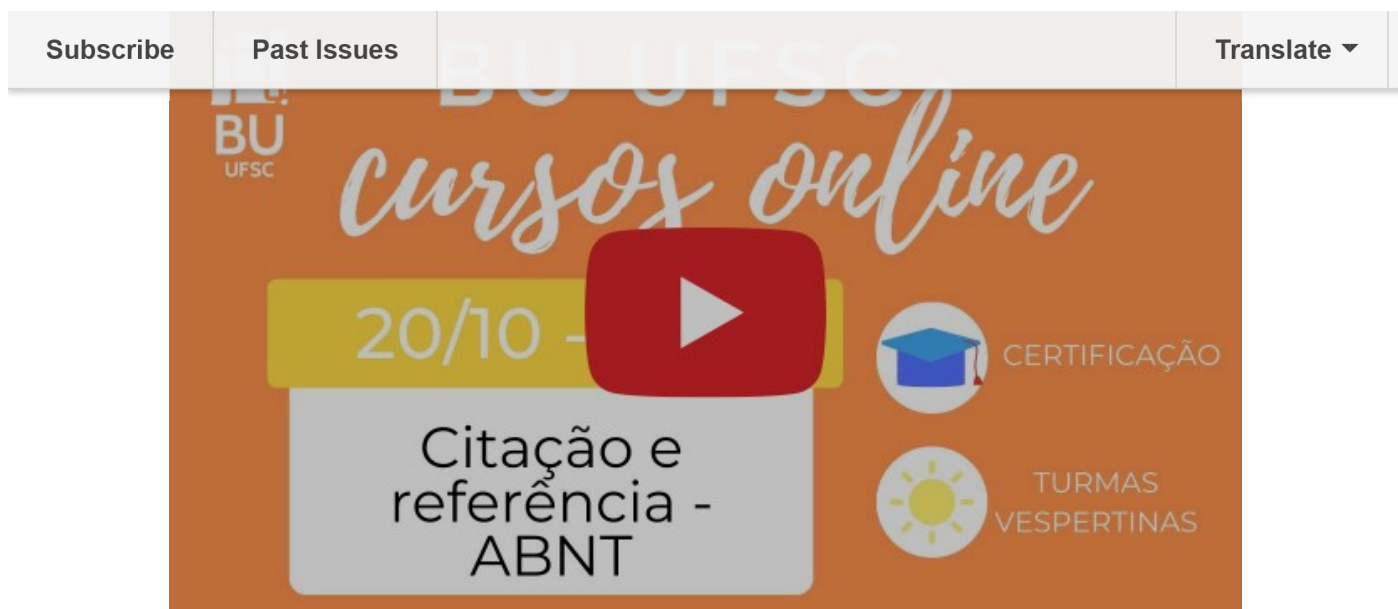 Subscribe
Past Issues
Translate
BU UFSC
BU
UFSC
cursos online
20/10 -
Citação e
referência -
ABNT
CERTIFICAÇÃO
TURMAS
VESPERTINAS